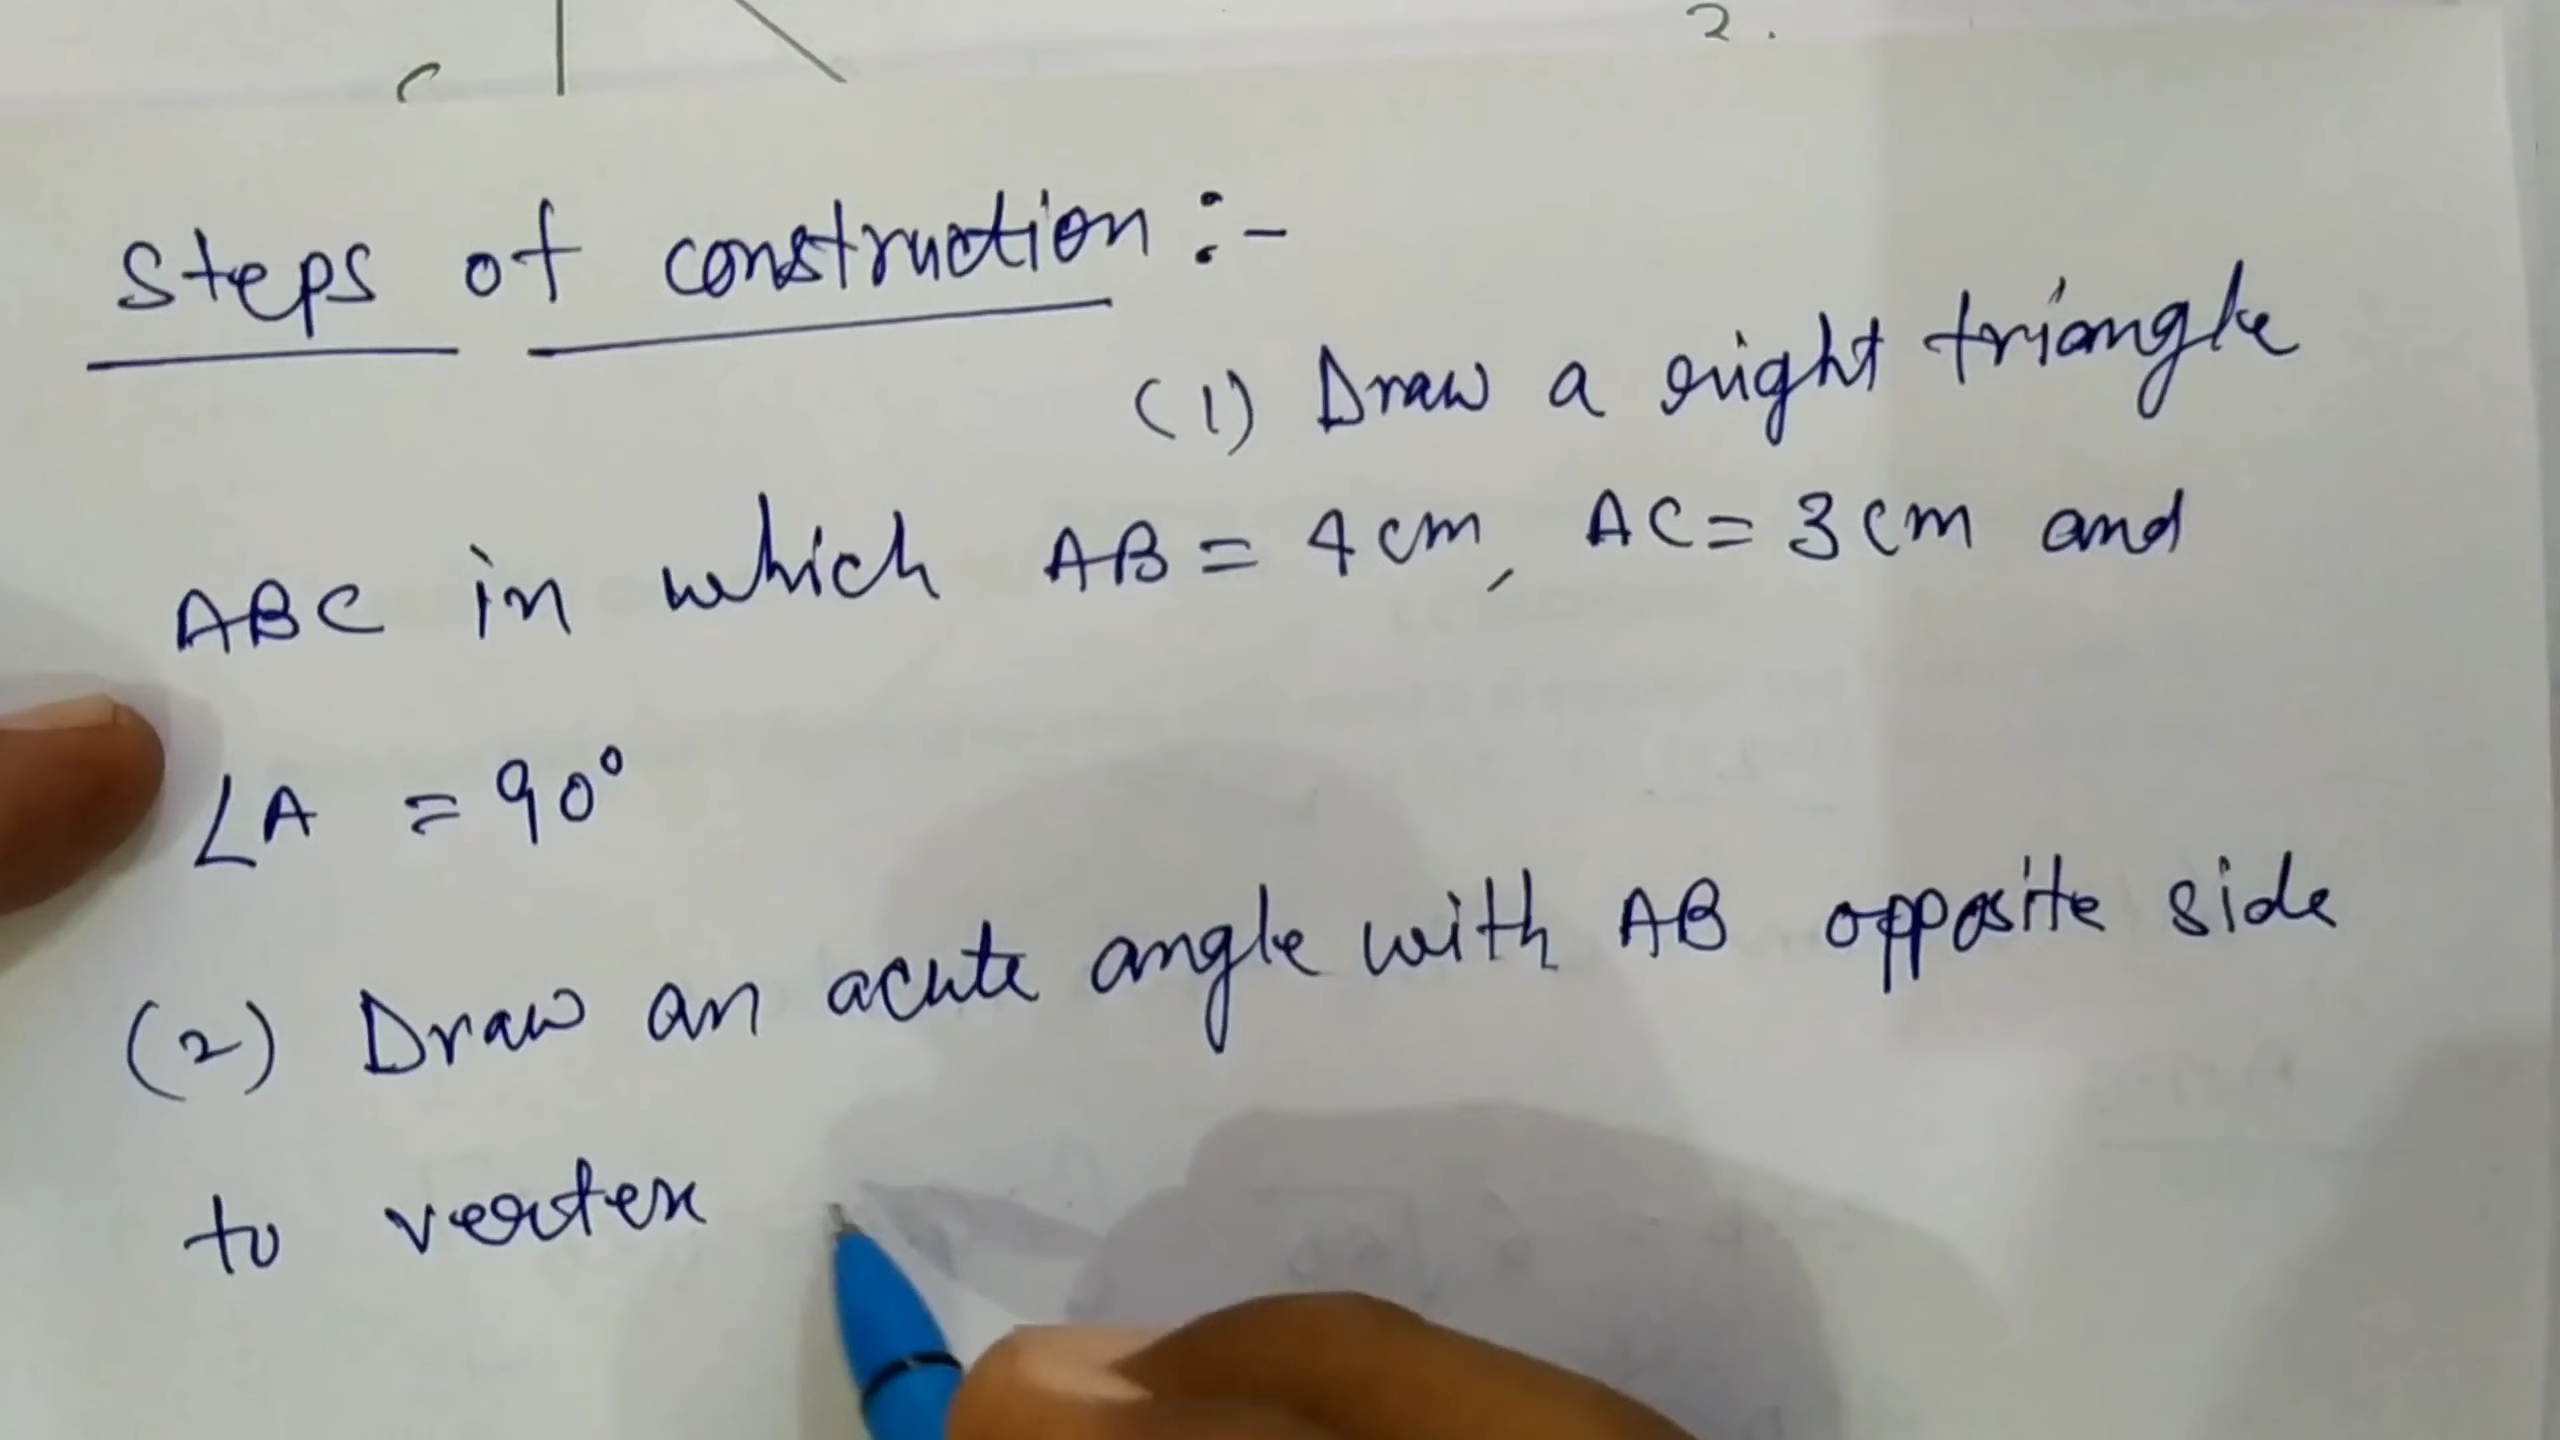 2.
Steps of construction :-
(1) Draw a right triangle
ABC in which AB = 4 cm, AC = 3 cm and
∠A = 90°
(2) Draw an acute angle with AB opposite side
to vertex